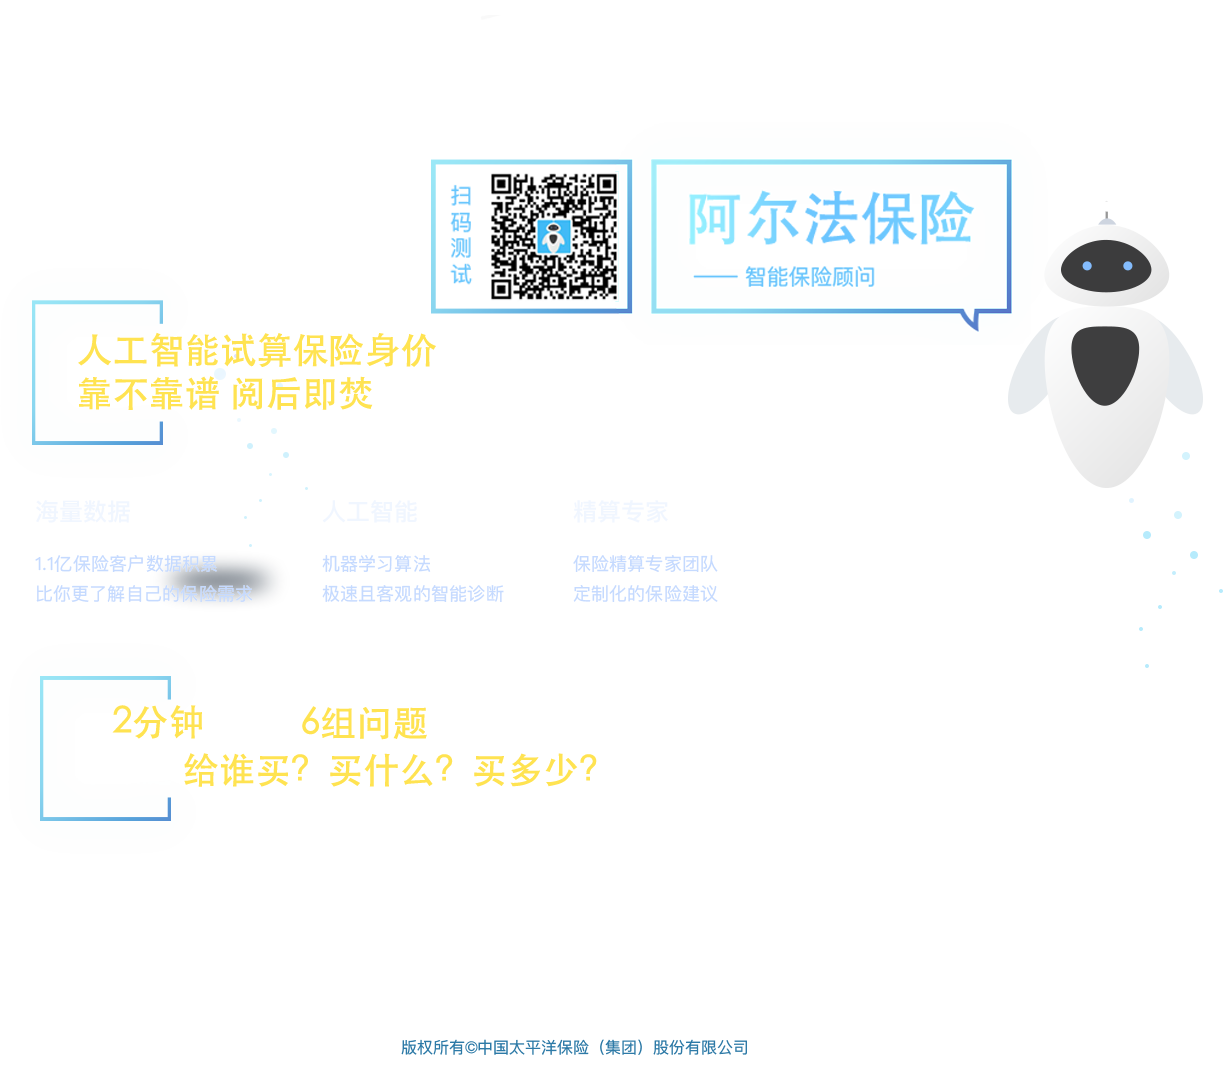 扫码测试
阿尔法保险
—— 智能保险顾问
人工智能试算保险身价
靠不靠谱 阅后即焚
海量数据
1.1亿保险客户数据积累
比你更了解自己的保险需求
人工智能
机器学习算法
极速且客观的智能诊断
精算专家
保险精算专家团队
定制化的保险建议
2分钟 6组问题
给谁买？买什么？买多少？
版权所有©中国太平洋保险（集团）股份有限公司